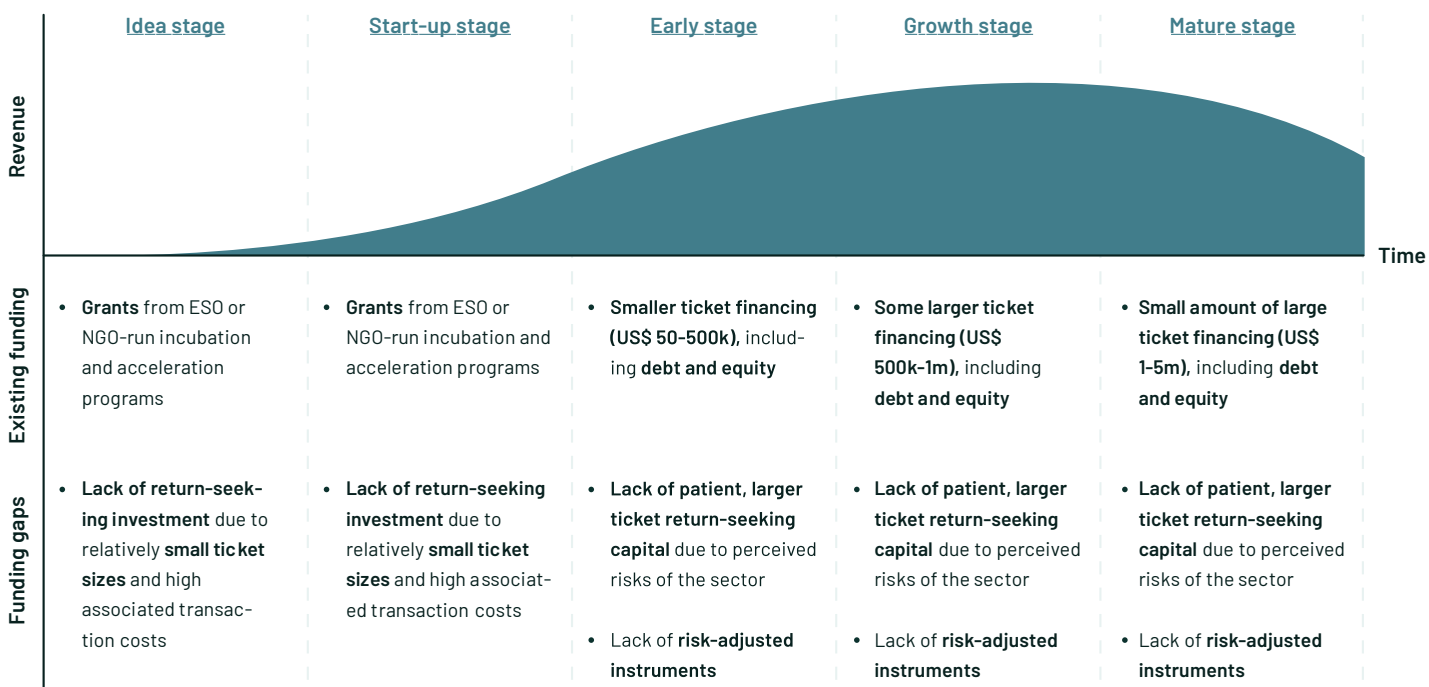 Idea stage
Start-up stage
Early stage
Growth stage
Mature stage
Revenue
Time
Existing funding
• Grants from ESO or
NGO-run incubation
and acceleration
programs
• Grants from ESO or
NGO-run incubation and
acceleration programs
• Smaller ticket financing
(US$ 50-500k), includ-
ing debt and equity
• Some larger ticket
financing (US$
500k-1m), including
debt and equity
• Small amount of large
ticket financing (US$
1-5m), including debt
and equity
Funding gaps
• Lack of return-seek-
ing investment due to
relatively small ticket
sizes and high
associated transac-
tion costs
• Lack of return-seeking
investment due to
relatively small ticket
sizes and high associat-
ed transaction costs
• Lack of patient, larger
ticket return-seeking
capital due to perceived
risks of the sector
• Lack of risk-adjusted
instruments
• Lack of patient, larger
ticket return-seeking
capital due to perceived
risks of the sector
• Lack of risk-adjusted
instruments
• Lack of patient, larger
ticket return-seeking
capital due to perceived
risks of the sector
• Lack of risk-adjusted
instruments